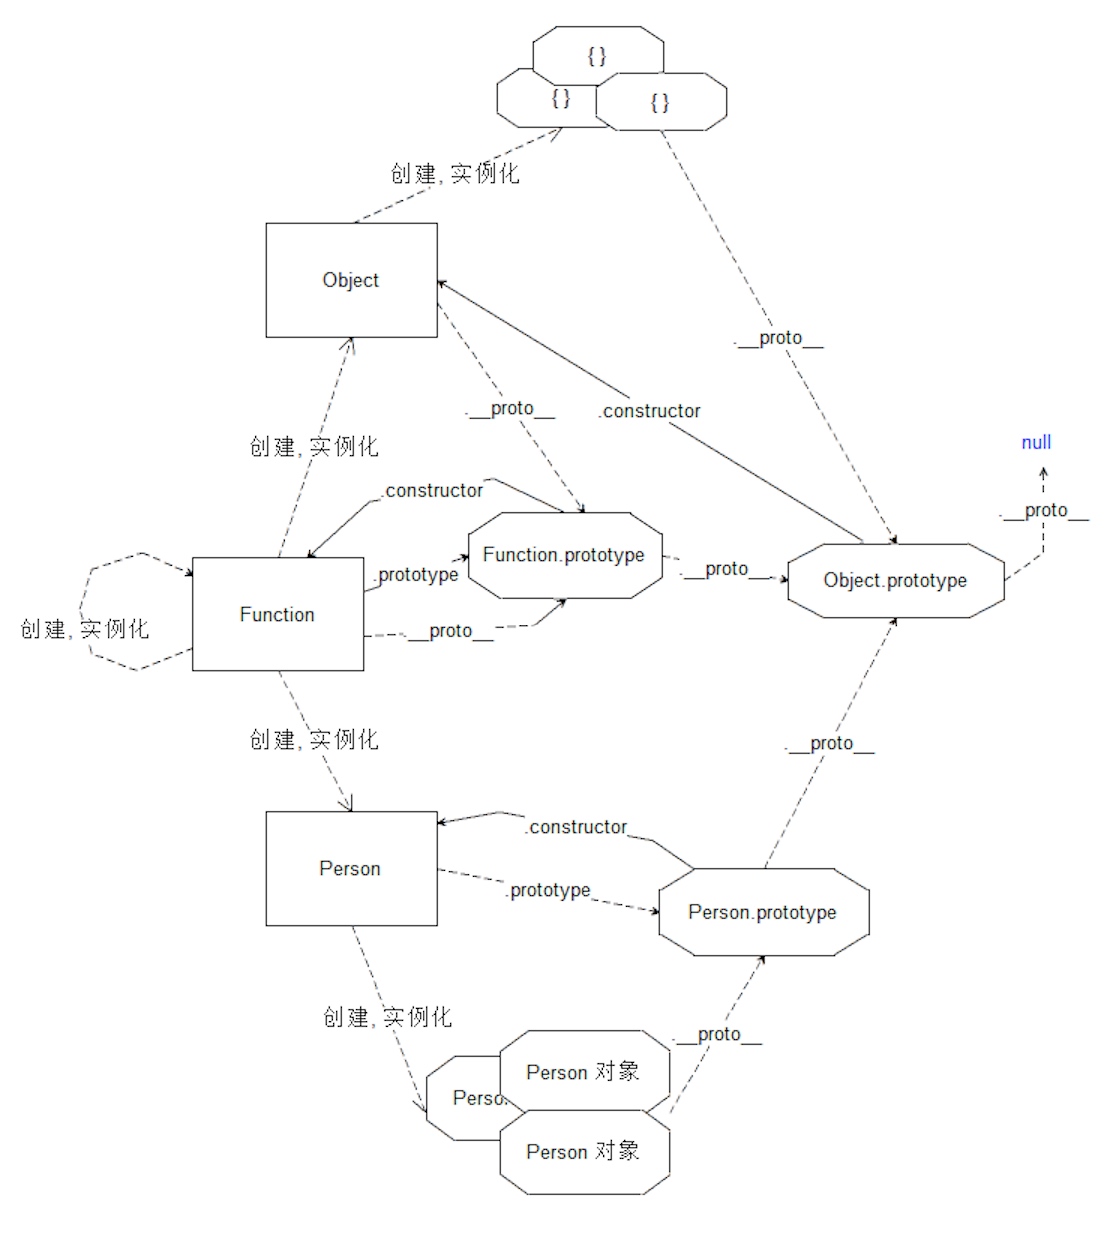 { }
{ }
{ }
创建, 实例化
Object
.__proto__
.__proto__
.constructor
null
创建, 实例化
.constructor
.__proto__
Function.prototype
.prototype
.__proto__
Object.prototype
Function
.__proto__
创建, 实例化
创建, 实例化
.__proto__
.constructor
Person
.prototype
Person.prototype
创建, 实例化
.__proto__
Person 对象
Perso
Person 对象